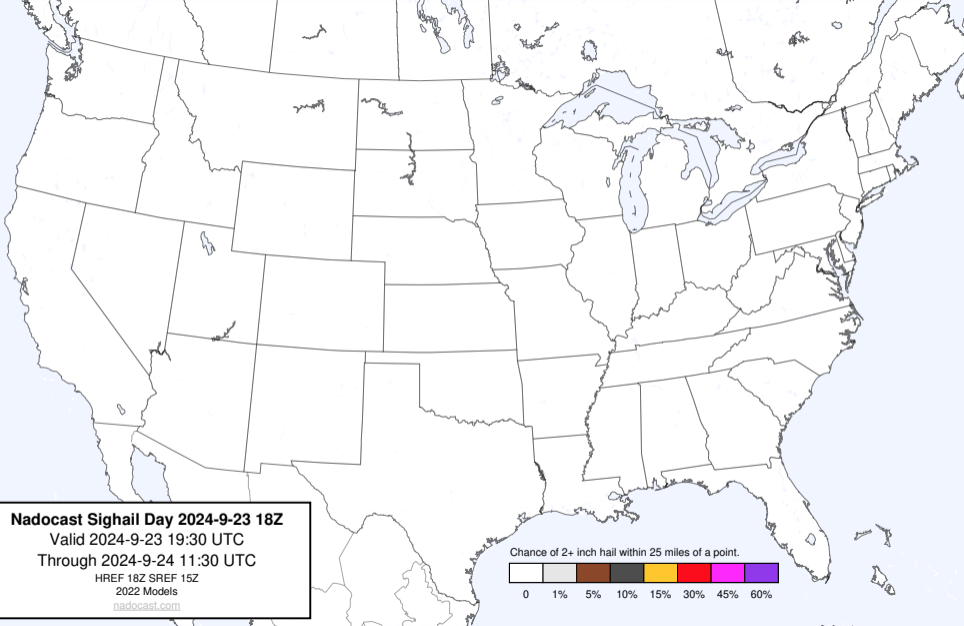 Nadocast Sighail Day 2024-9-23 18Z
Valid 2024-9-23 19:30 UTC
Through 2024-9-24 11:30 UTC
HREF 18Z SREF 15Z
2022 Models
nadocast.com
Chance of 2+ inch hail within 25 miles of a point.
0 1% 5% 10% 15% 30% 45% 60%